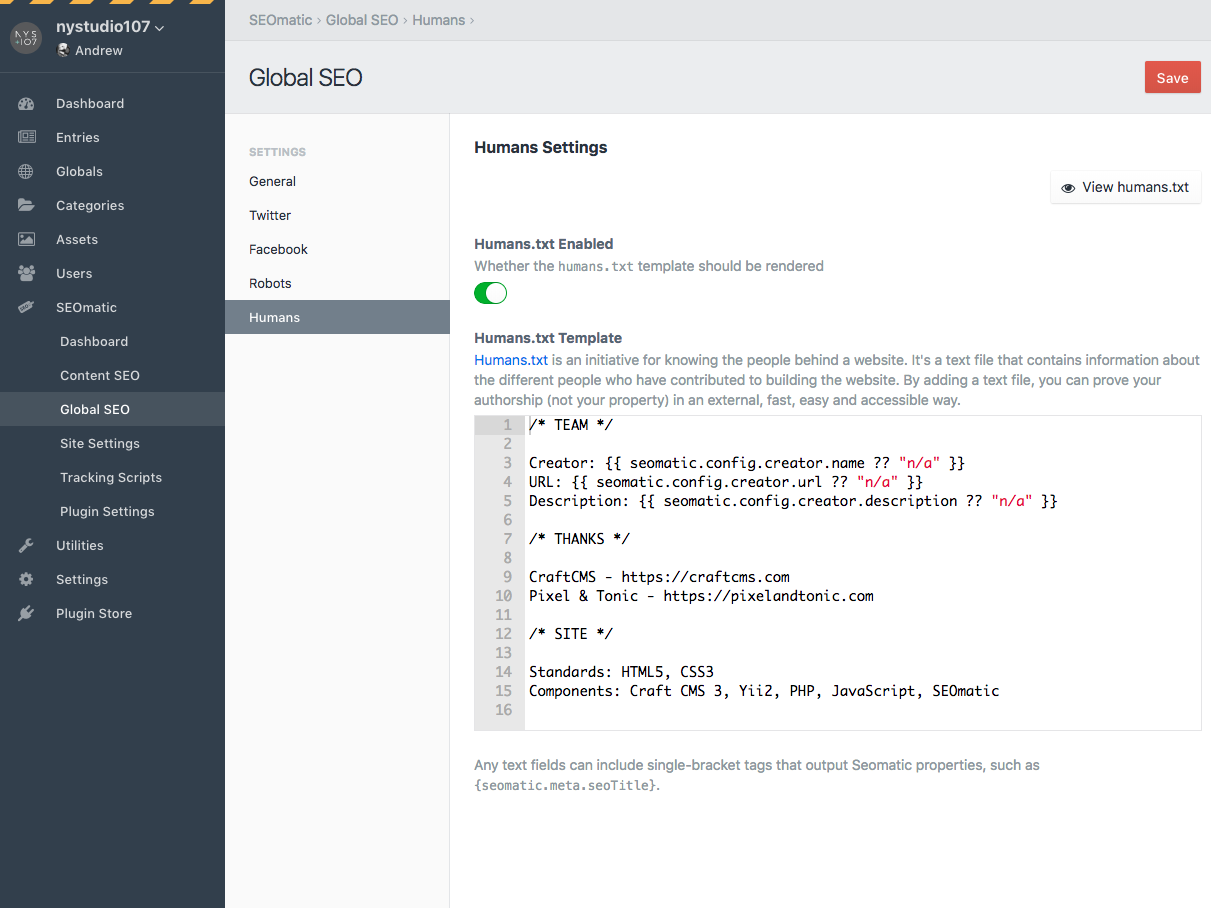 NYS
+107
nystudio107
Andrew
Dashboard
Entries
Globals
Categories
Assets
Users
SEOmatic
Dashboard
Content SEO
Global SEO
Site Settings
Tracking Scripts
Plugin Settings
Utilities
Settings
Plugin Store
SEOmatic › Global SEO › Humans ›
Global SEO
Save
SETTINGS
General
Twitter
Facebook
Robots
Humans
Humans Settings
View humans.txt
Humans.txt Enabled
Whether the humans.txt template should be rendered
Humans.txt Template
Humans.txt is an initiative for knowing the people behind a website. It's a text file that contains information about
the different people who have contributed to building the website. By adding a text file, you can prove your
authorship (not your property) in an external, fast, easy and accessible way.
1 /* TEAM */
2
3 Creator: {{ seomatic.config.creator.name ?? "n/a" }}
4 URL: {{ seomatic.config.creator.url ?? "n/a" }}
5 Description: {{ seomatic.config.creator.description ?? "n/a" }}
6
7 /* THANKS */
8
9 CraftCMS - https://craftcms.com
10 Pixel & Tonic - https://pixelandtonic.com
11
12 /* SITE */
13
14 Standards: HTML5, CSS3
15 Components: Craft CMS 3, Yii2, PHP, JavaScript, SEOmatic
16
Any text fields can include single-bracket tags that output Seomatic properties, such as
{seomatic.meta.seoTitle}.